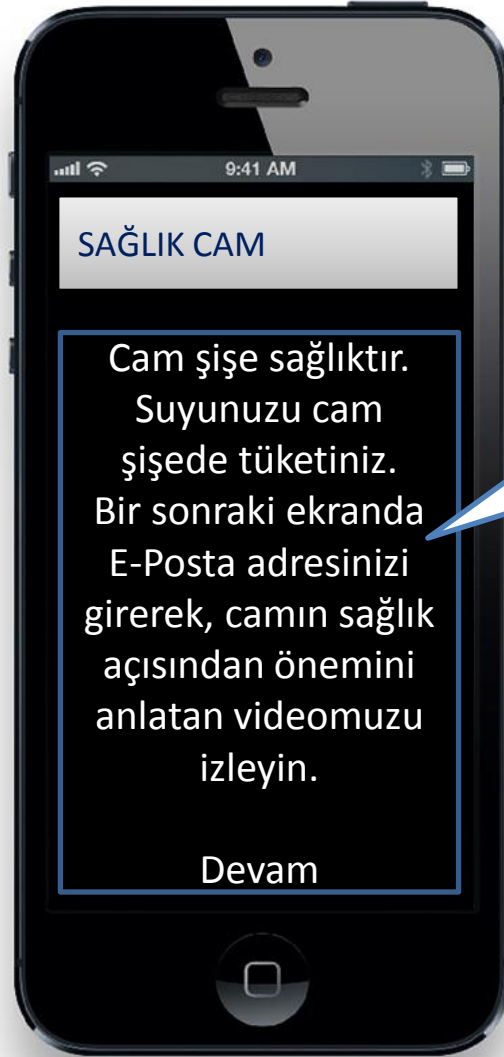 9:41 AM
SAĞLIK CAM
Cam şişe sağlıktır.
Suyunuzu cam
şişede tüketiniz.
Bir sonraki ekranda
E-Posta adresinizi
girerek, camın sağlık
açısından önemini
anlatan videomuzu
izleyin.
Devam